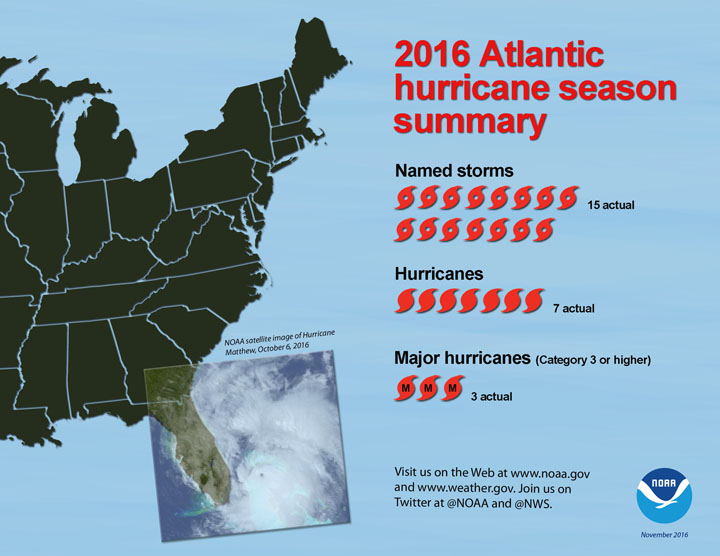 2016 Atlantic
hurricane season
summary
Named storms
15 actual
Hurricanes
7 actual
NOAA satellite image of Hurricane
Matthew, October 6, 2016
Major hurricanes (Category 3 or higher)
M M M
3 actual
Visit us on the Web at www.noaa.gov
and www.weather.gov. Join us on
Twitter at @NOAA and @NWS.
NOAA
November 2016